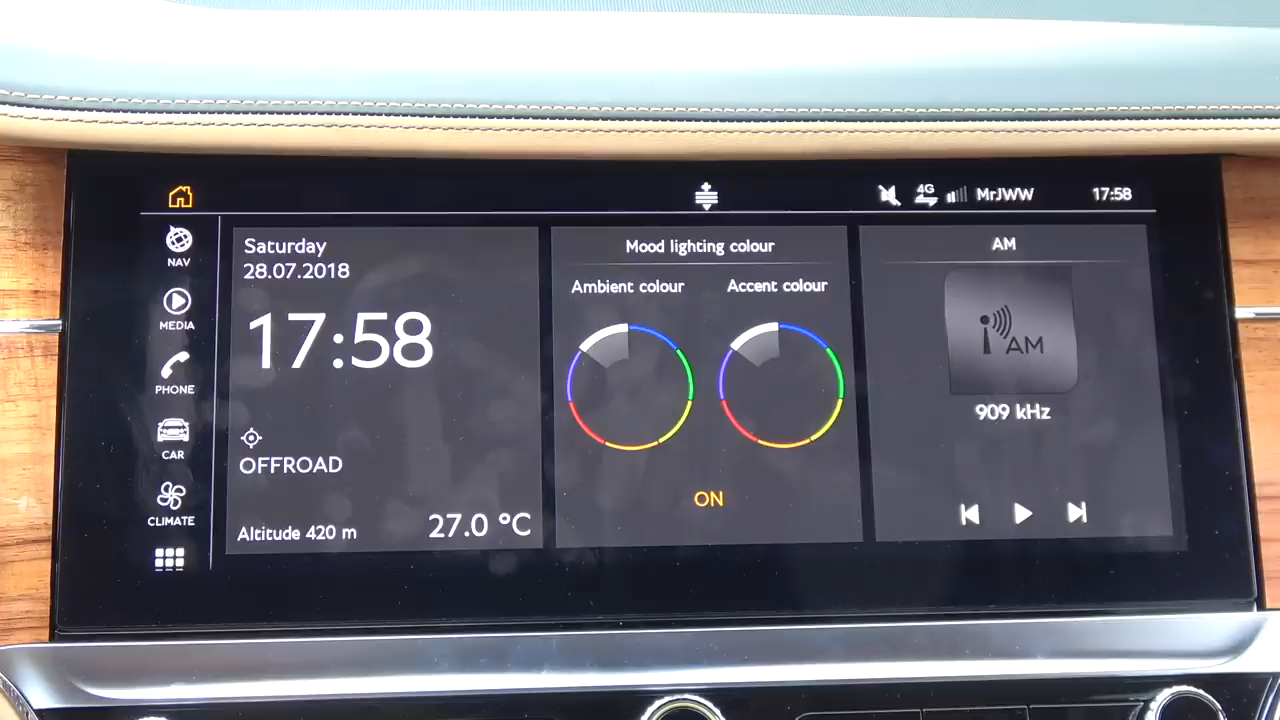 4G
MrJWW
17:58
NAV
MEDIA
PHONE
CAR
CLIMATE
Saturday
28.07.2018
17:58
OFFROAD
Altitude 420 m
27.0 °C
Mood lighting colour
Ambient colour
Accent colour
ON
AM
AM
909 kHz